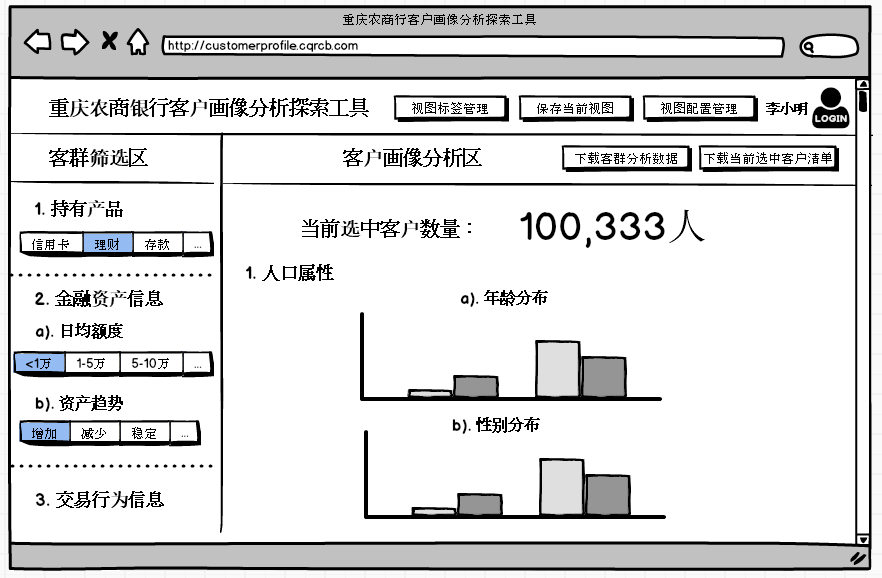 重庆农商行客户画像分析探索工具
http://customerprofile.cqrcb.com
重庆农商银行客户画像分析探索工具
视图标签管理
保存当前视图
视图配置管理
李小明
LOGIN
客群筛选区
客户画像分析区
下载客群分析数据
下载当前选中客户清单
1. 持有产品
信用卡 理财 存款 ...
2. 金融资产信息
a). 日均额度
<1万 1-5万 5-10万 ...
b). 资产趋势
增加 减少 稳定 ...
3. 交易行为信息
当前选中客户数量： 100,333人
1. 人口属性
a). 年龄分布
b). 性别分布